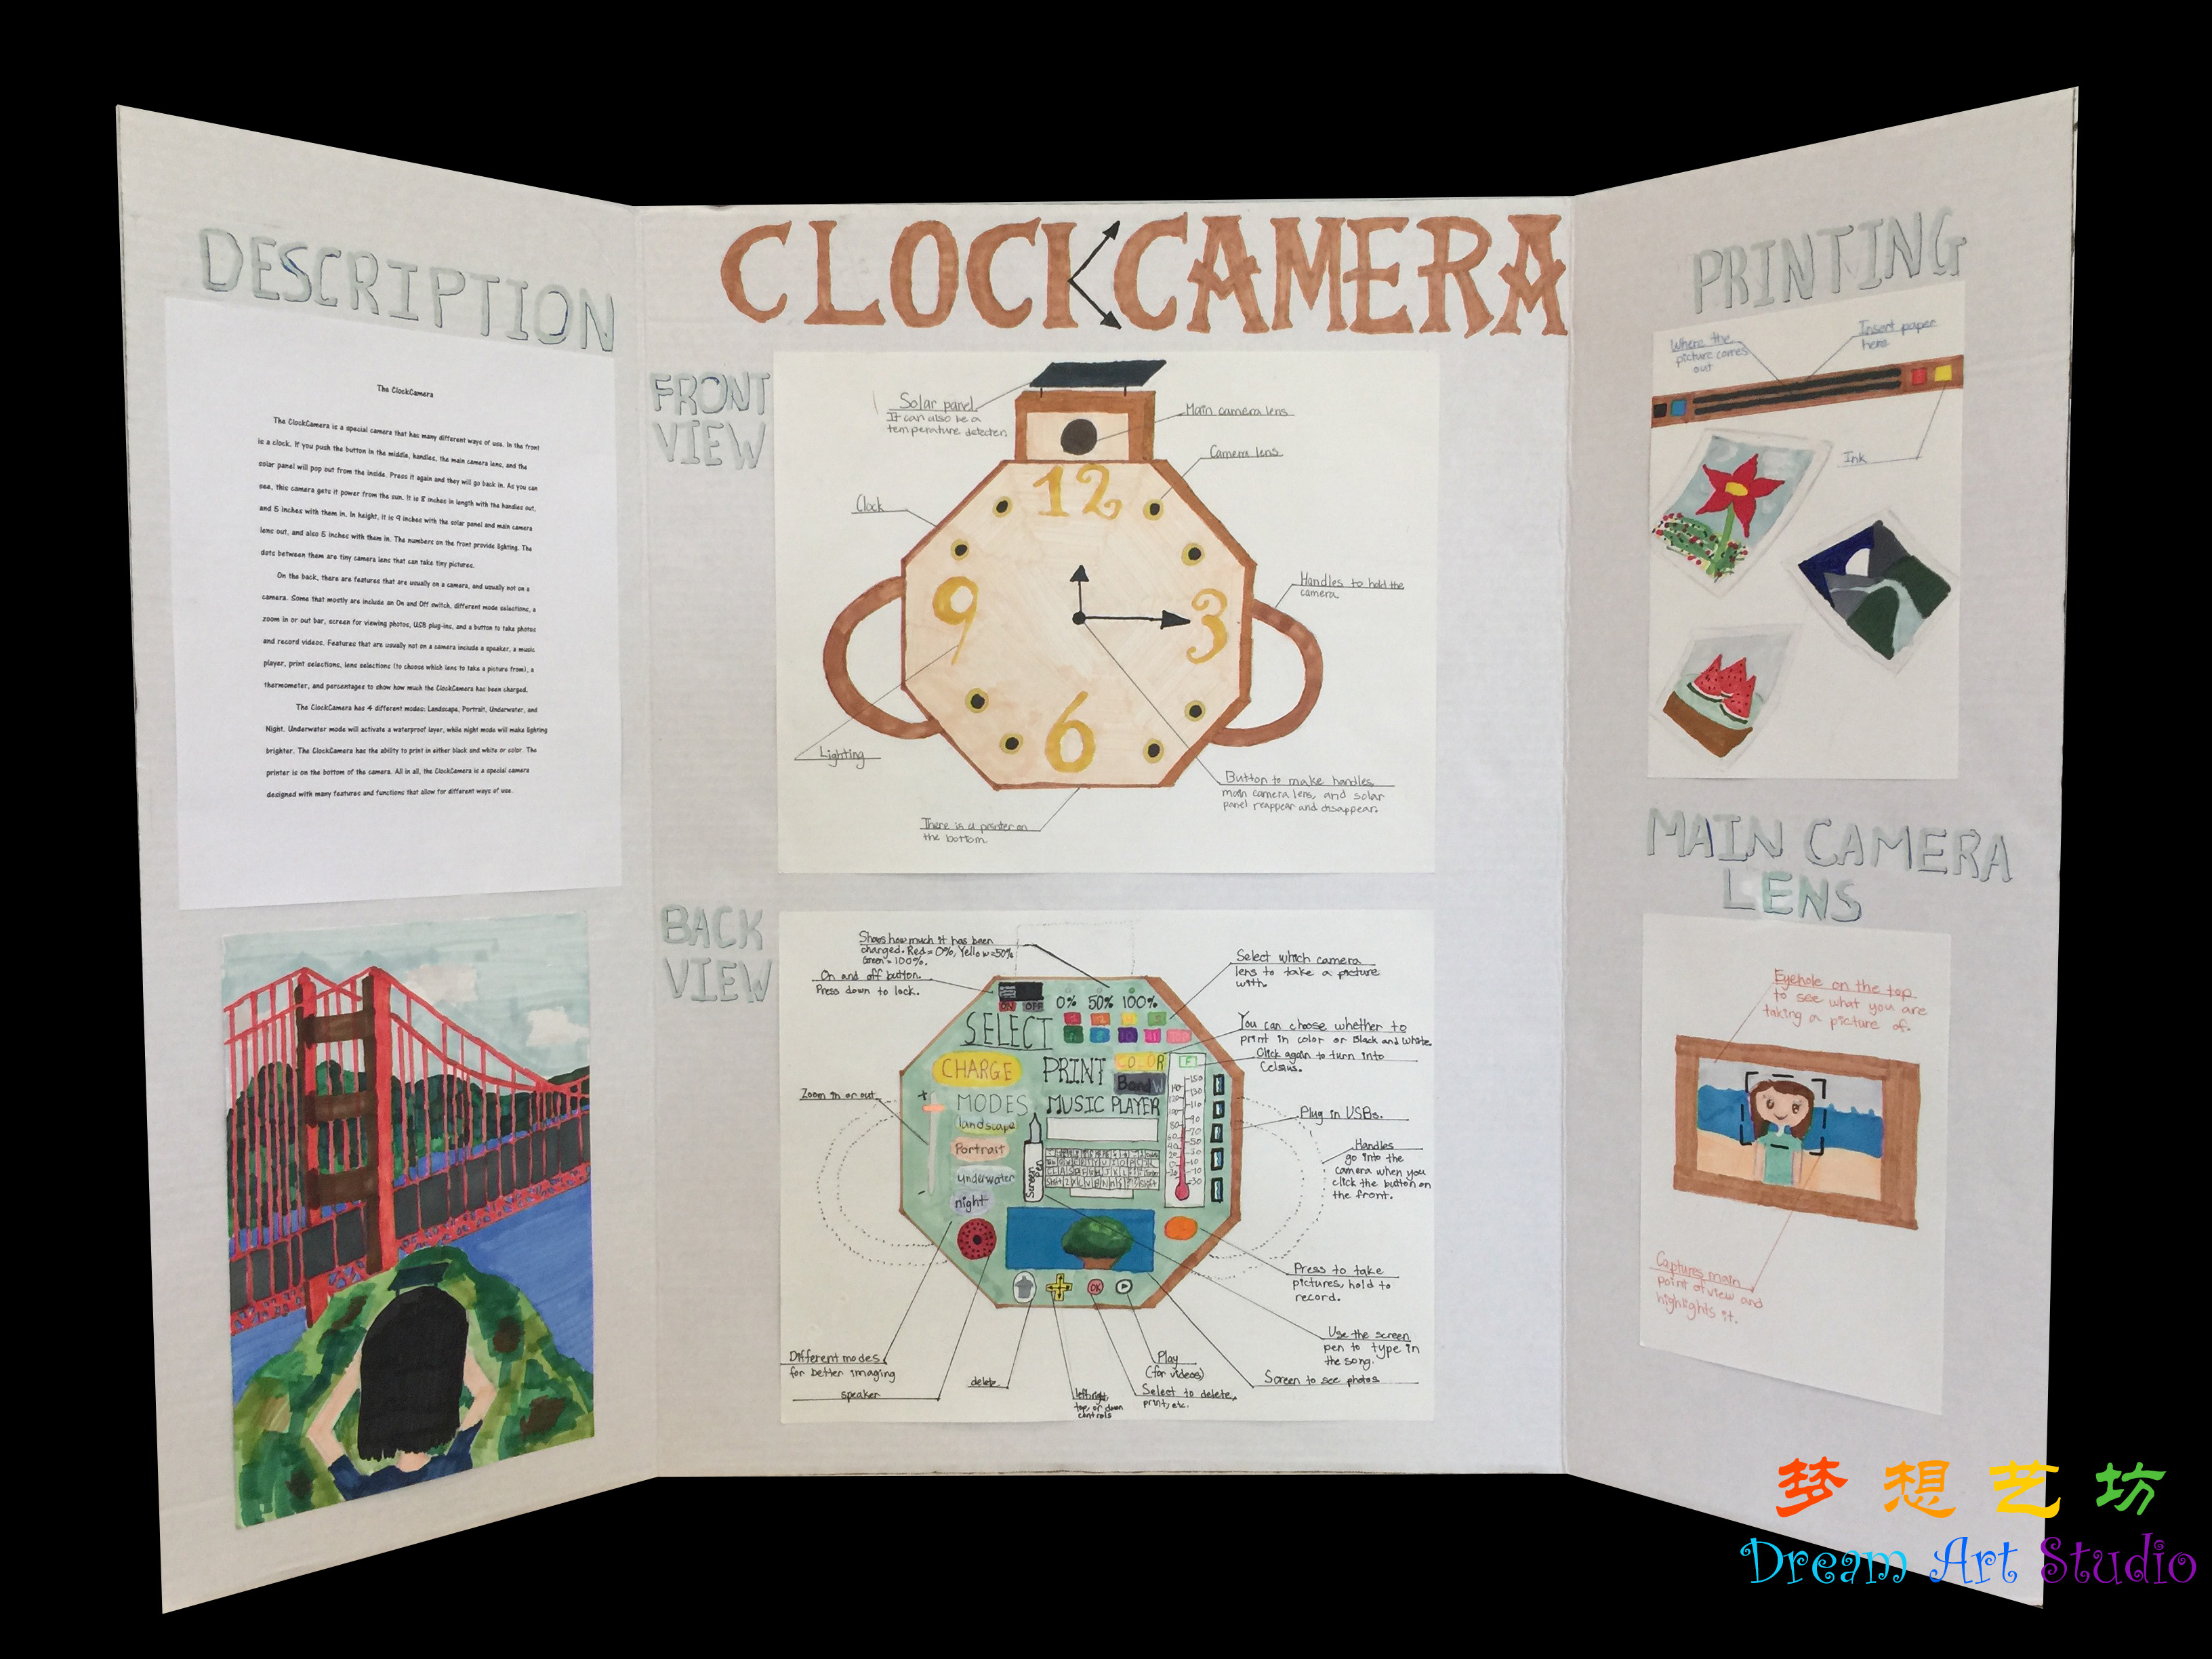 DESCRIPTION
The ClockCamera
The ClockCamera is a special camera that has many different ways of use. In the front
is a clock. If you push the button in the middle, handles, the main camera lens, and the
solar panel will pop out from the inside. Press it again and they will go back in. As you can
see, this camera gets it power from the sun. It is 8 inches in length with the handles out,
and 5 inches with them in. In height, it is 9 inches with the solar panel and main camera
lens out, and also 5 inches with them in. The numbers on the front provide lighting. The
dots between them are tiny camera lens that can take tiny pictures.
On the back, there are features that are usually on a camera, and usually not on a
camera. Some that mostly are include an On and Off switch, different mode selections, a
zoom in or out bar, screen for viewing photos, USB plug-ins, and a button to take photos
and record videos. Features that are usually not on a camera include a speaker, a music
player, print selections, lens selections (to choose which lens to take a picture from), a
thermometer, and percentages to show how much the ClockCamera has been charged.
The ClockCamera has 4 different modes: Landscape, Portrait, Underwater, and
Night. Underwater mode will activate a waterproof layer, while night mode will make lighting
brighter. The ClockCamera has the ability to print in either black and white or color. The
printer is on the bottom of the camera. All in all, the ClockCamera is a special camera
designed with many features and functions that allow for different ways of use.
CLOCKCAMERA
FRONT
VIEW
Solar panel
It can also be a
temperature detecter.
Main camera lens
Camera lens
Clock
12
9
3
6
Handles to hold the
camera
Lighting
Button to make handles,
main camera lens, and solar
panel reappear and disappear.
There is a printer on
the bottom.
BACK
VIEW
Shows how much it has been
charged. Red=0%, Yellow=50%
Green=100%.
On and off button.
Press down to lock.
Select which camera
lens to take a picture
with.
ON OFF
0% 50% 100%
SELECT
You can choose whether to
print in color or Black and White.
Click again to turn into
Celsius.
CHARGE
PRINT
COLOR
BandW
F
Zoom in or out
+
-
MODES
MUSIC PLAYER
landscape
Portrait
underwater
night
Screen Pen
Plug in USBs.
Handles
go into the
camera when you
click the button on
the front.
OK
Press to take
pictures, hold to
record.
Use the screen
pen to type in
the song.
Screen to see photos
Different modes
for better imaging
speaker
delete
left, right,
top, or down
controls
Play
(for videos)
Select to delete,
print, etc.
PRINTING
Where the
picture comes
out
Insert paper
here
Ink
MAIN CAMERA
LENS
Eyehole on the top
to see what you are
taking a picture of.
Captures main
point of view and
highlights it.
梦想艺坊
Dream Art Studio